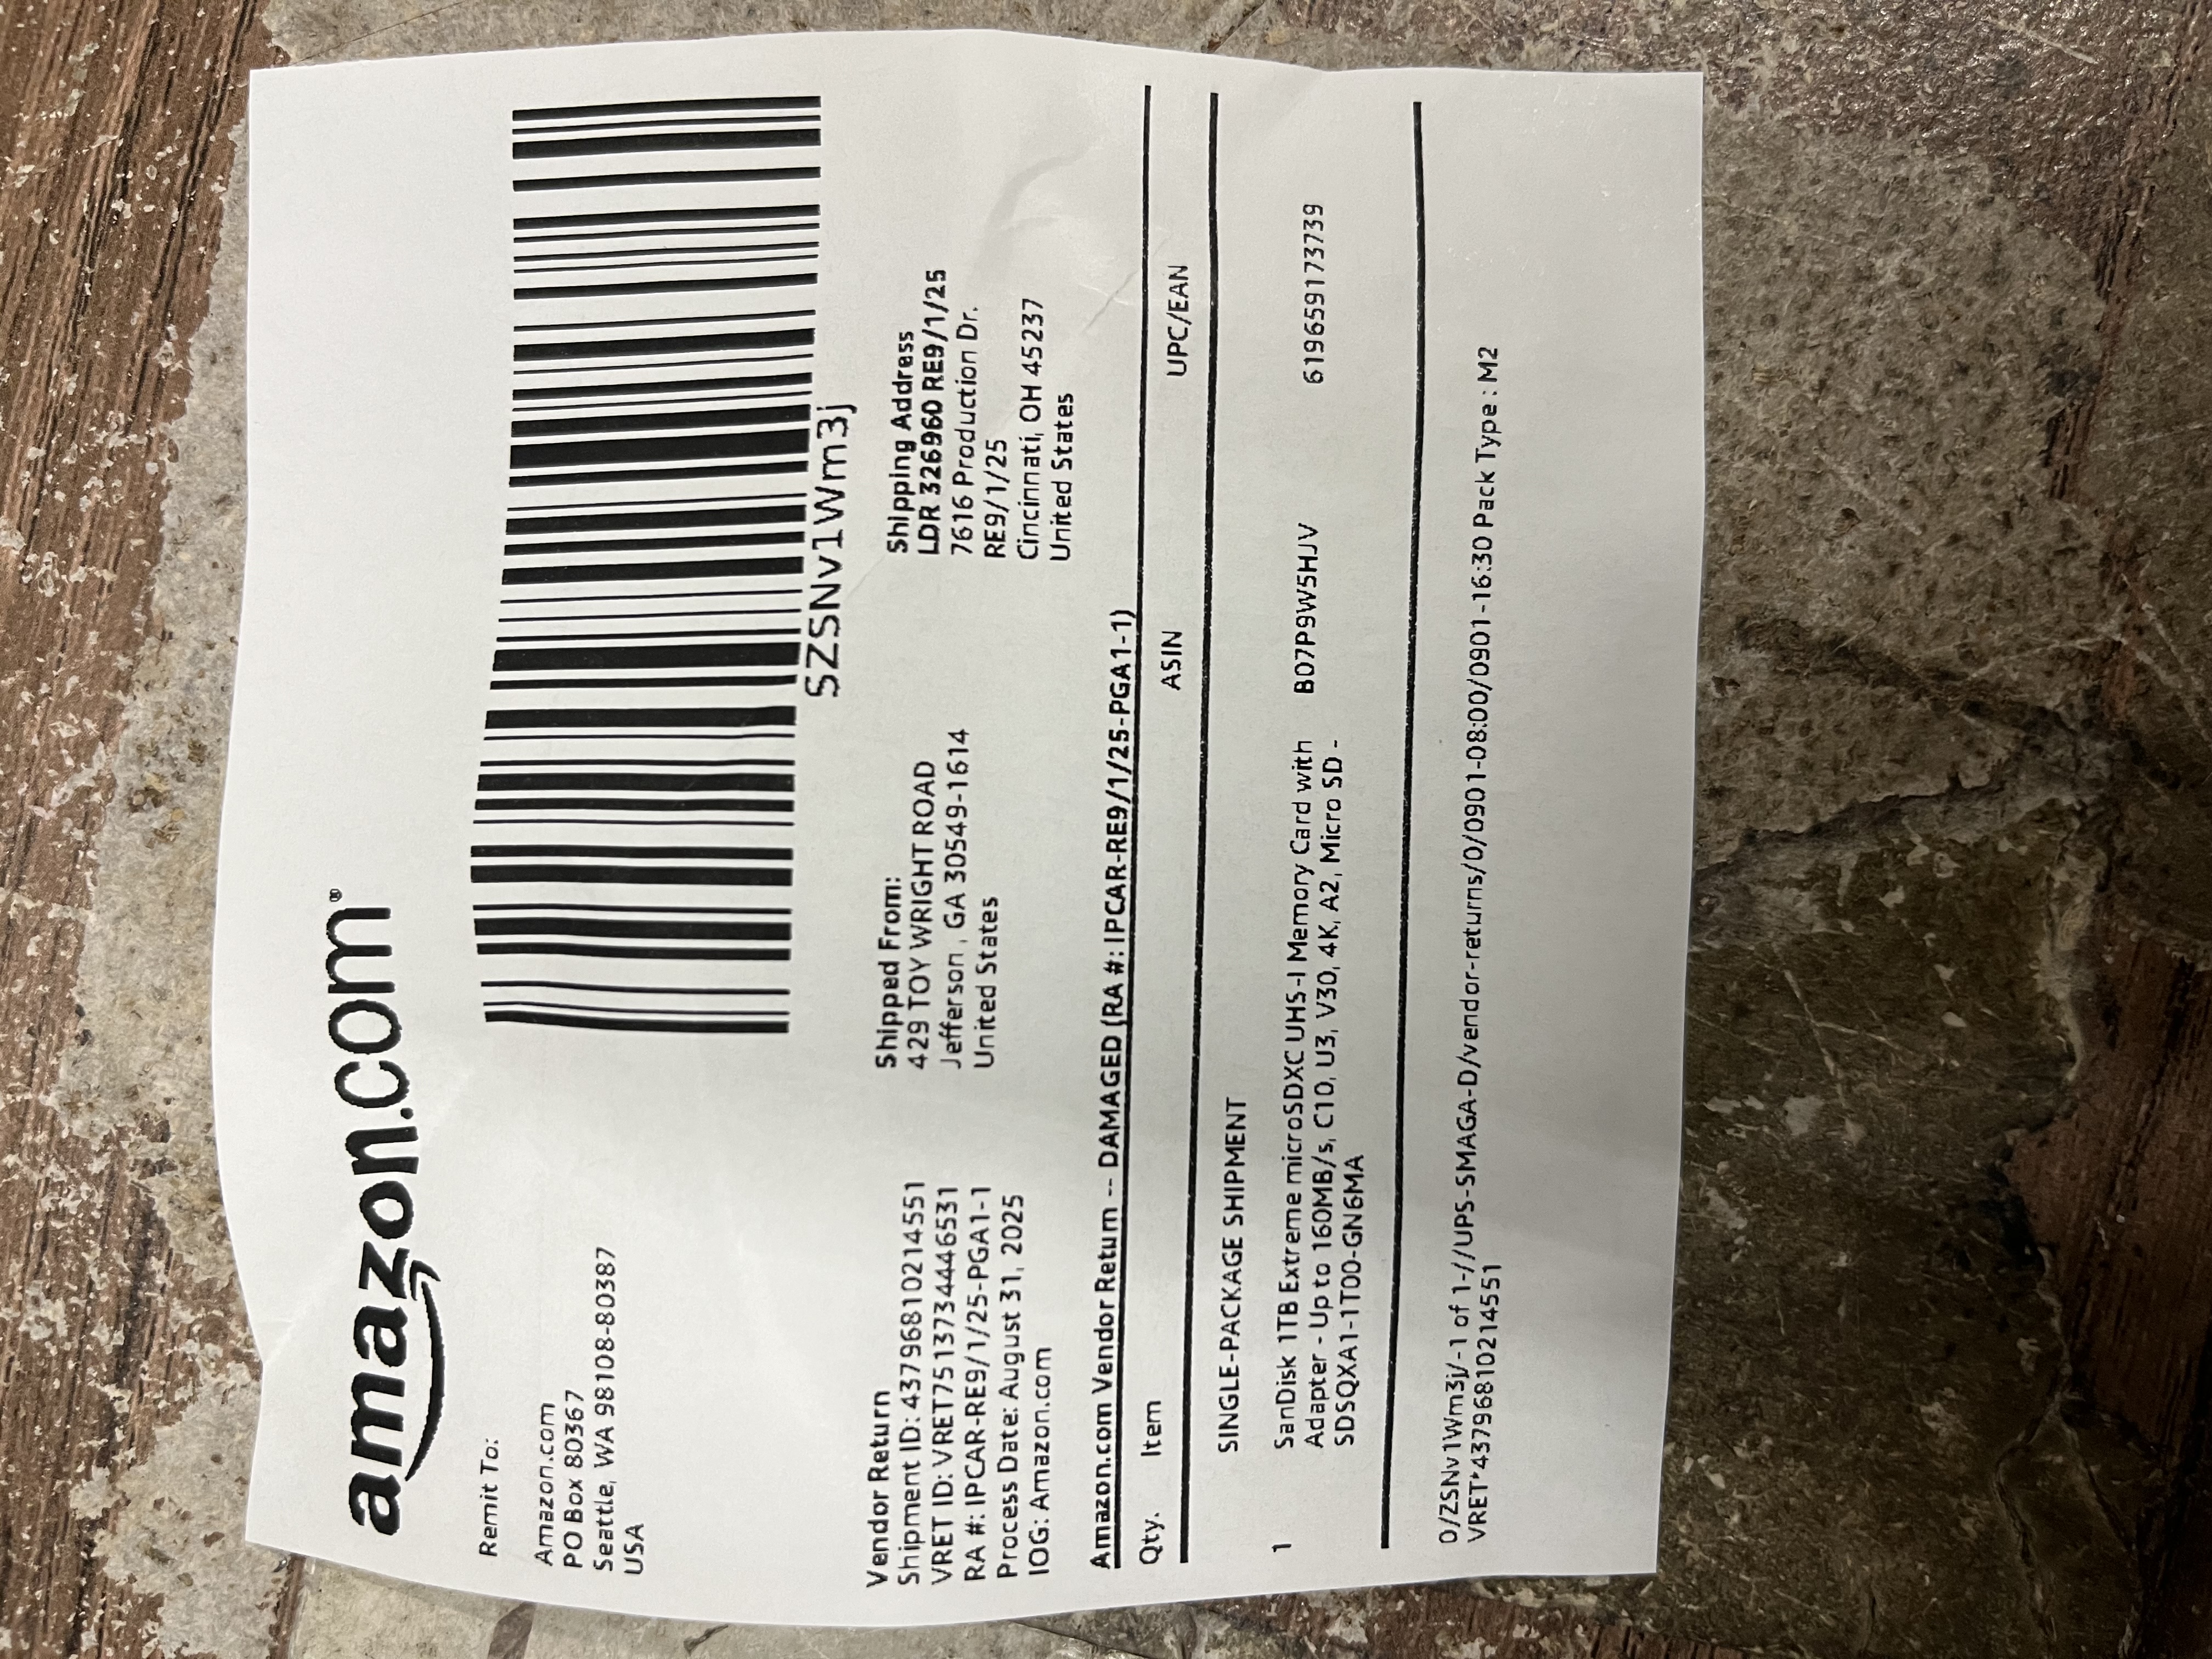 amazon.com®
Remit To:
Amazon.com
PO Box 80367
Seattle, WA 98108-80387
USA
SZSNv1Wm3j
Vendor Return
Shipment ID: 43796810214551
VRET ID: VRET75137344446531
RA #: IPCAR-RE9/1/25-PGA1-1
Process Date: August 31, 2025
IOG: Amazon.com
Shipped From:
429 TOY WRIGHT ROAD
Jefferson , GA 30549-1614
United States
Shipping Address
LDR 326960 RE9/1/25
7616 Production Dr.
RE9/1/25
Cincinnati, OH 45237
United States
Amazon.com Vendor Return -- DAMAGED (RA #: IPCAR-RE9/1/25-PGA1-1)
Qty. Item ASIN UPC/EAN
SINGLE-PACKAGE SHIPMENT
1 SanDisk 1TB Extreme microSDXC UHS-I Memory Card with B07P9W5HJV 619659173739
Adapter - Up to 160MB/s, C10, U3, V30, 4K, A2, Micro SD -
SDSQXA1-1T00-GN6MA
0/ZSNv1Wm3j/-1 of 1-//UPS-SMAGA-D/vendor-returns/0/0901-08:00/0901-16:30 Pack Type : M2
VRET*43796810214551